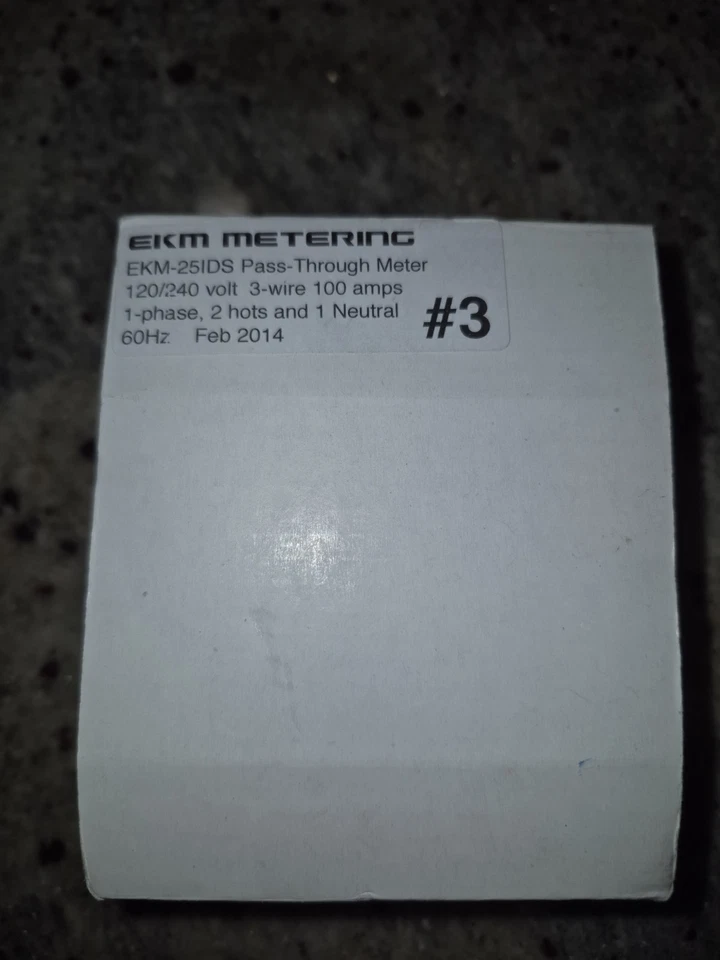 EKM METERING
EKM-25IDS Pass-Through Meter
120/240 volt 3-wire 100 amps
1-phase, 2 hots and 1 Neutral
#3
60Hz Feb 2014